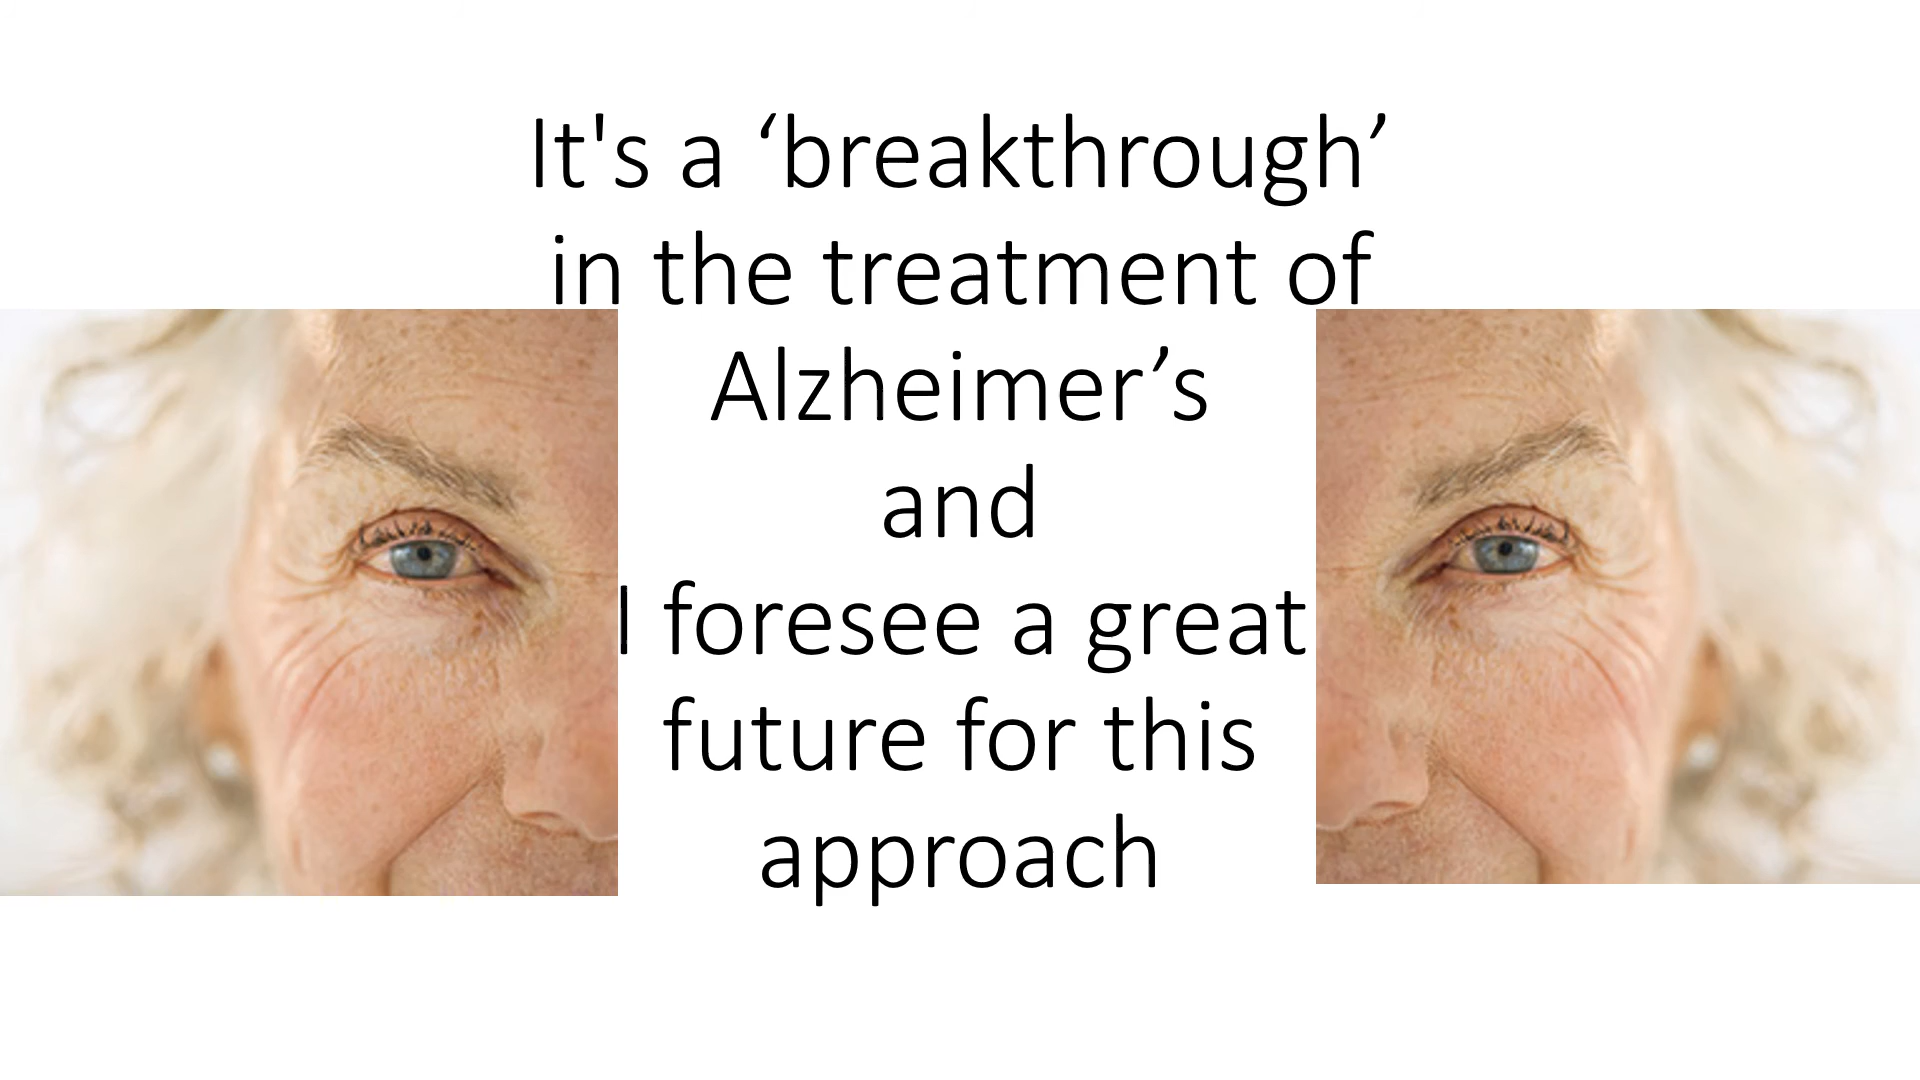 It's a ‘breakthrough’
in the treatment of
Alzheimer’s
and
I foresee a great
future for this
approach